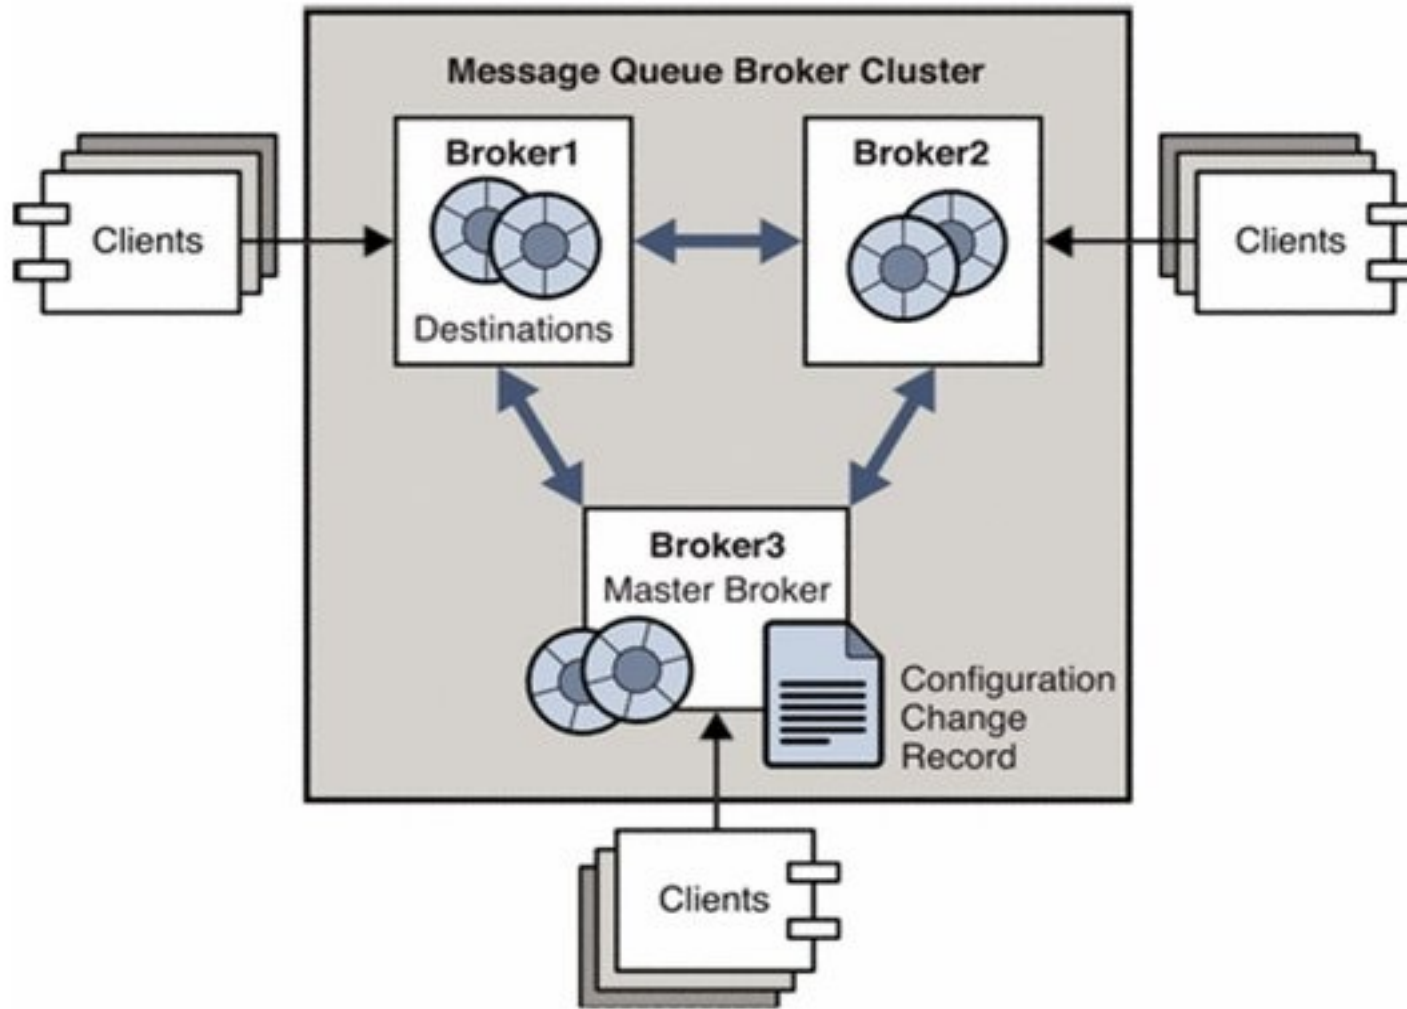 Message Queue Broker Cluster
Broker1
Broker2
Clients
Clients
Destinations
Broker3
Master Broker
Configuration
Change
Record
Clients